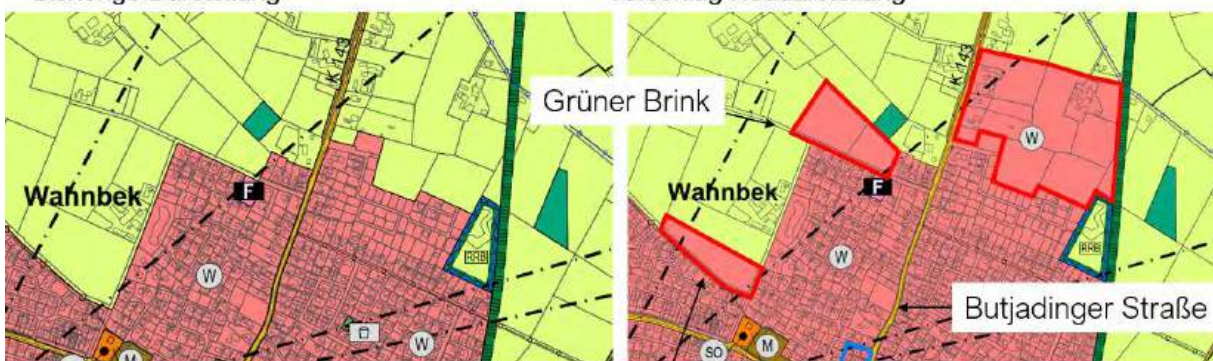 K 143
Wahnbek
F
W
RRB
W
M
Grüner Brink
K 143
W
Wahnbek
F
RRB
W
Butjadinger Straße
SO
M